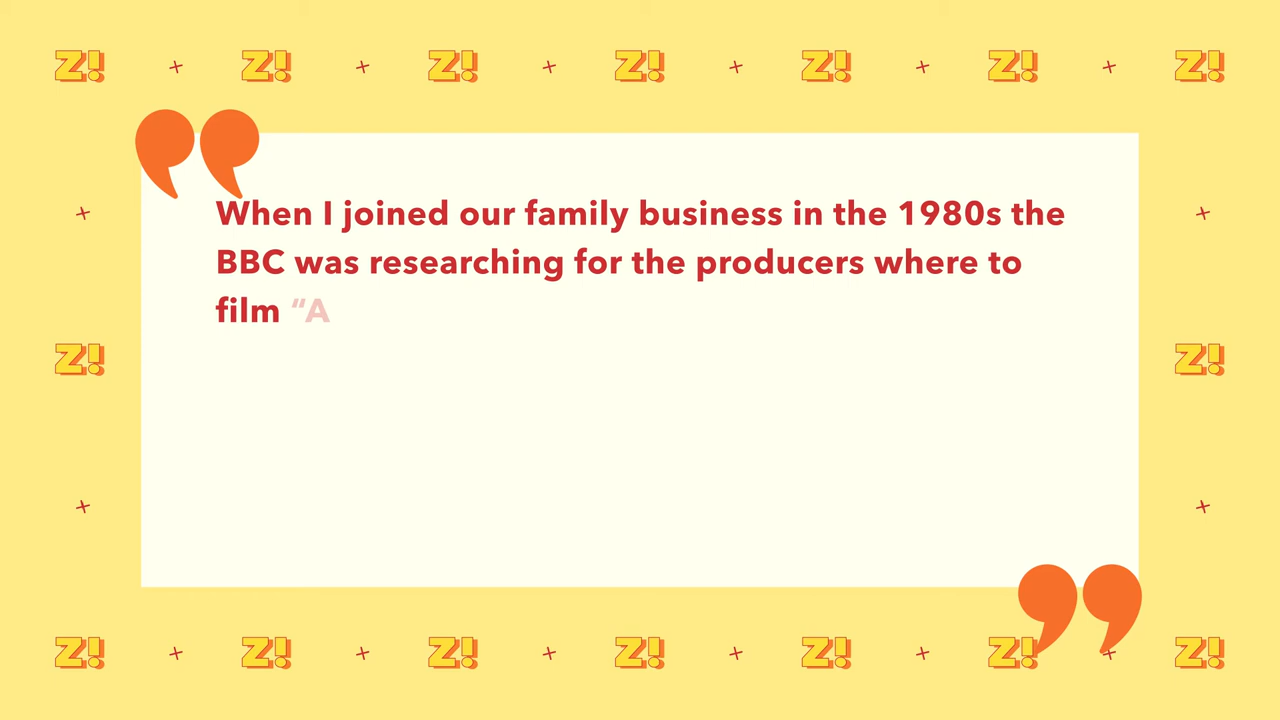 Z! + Z! + Z! + Z! + Z! + Z! + Z!
When I joined our family business in the 1980s the
BBC was researching for the producers where to
film “A
Z! Z!
Z! + Z! + Z! + Z! + Z! + Z! + Z!